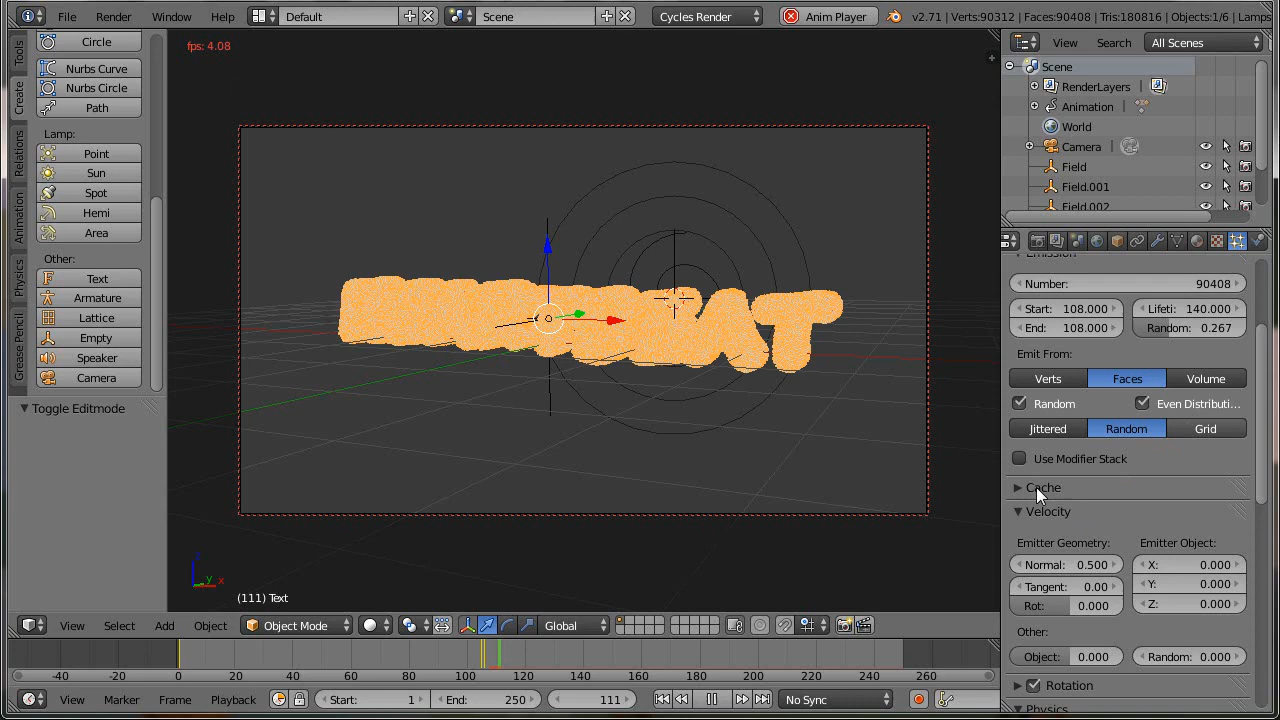 File Render Window Help Default Scene Cycles Render Anim Player v2.71 | Verts:90312 | Faces:90408 | Tris:180816 | Objects:1/6 | Lamps
Tools
Create
Relations
Animation
Physics
Grease Pencil
Circle
Nurbs Curve
Nurbs Circle
Path
Lamp:
Point
Sun
Spot
Hemi
Area
Other:
Text
Armature
Lattice
Empty
Speaker
Camera
Toggle Editmode
fps: 4.08
z
y x
(111) Text
View Select Add Object Object Mode Global
-40 -20 0 20 40 60 80 100 120 140 160 180 200 220 240 260
View Marker Frame Playback Start: 1 End: 250 111 No Sync
View Search All Scenes
Scene
RenderLayers
Animation
World
Camera
Field
Field.001
Field.002
Emission
Number: 90408
Start: 108.000 Lifeti: 140.000
End: 108.000 Random: 0.267
Emit From:
Verts Faces Volume
Random Even Distributi...
Jittered Random Grid
Use Modifier Stack
Cache
Velocity
Emitter Geometry: Emitter Object:
Normal: 0.500 X: 0.000
Tangent: 0.00 Y: 0.000
Rot: 0.000 Z: 0.000
Other:
Object: 0.000 Random: 0.000
Rotation
Physics